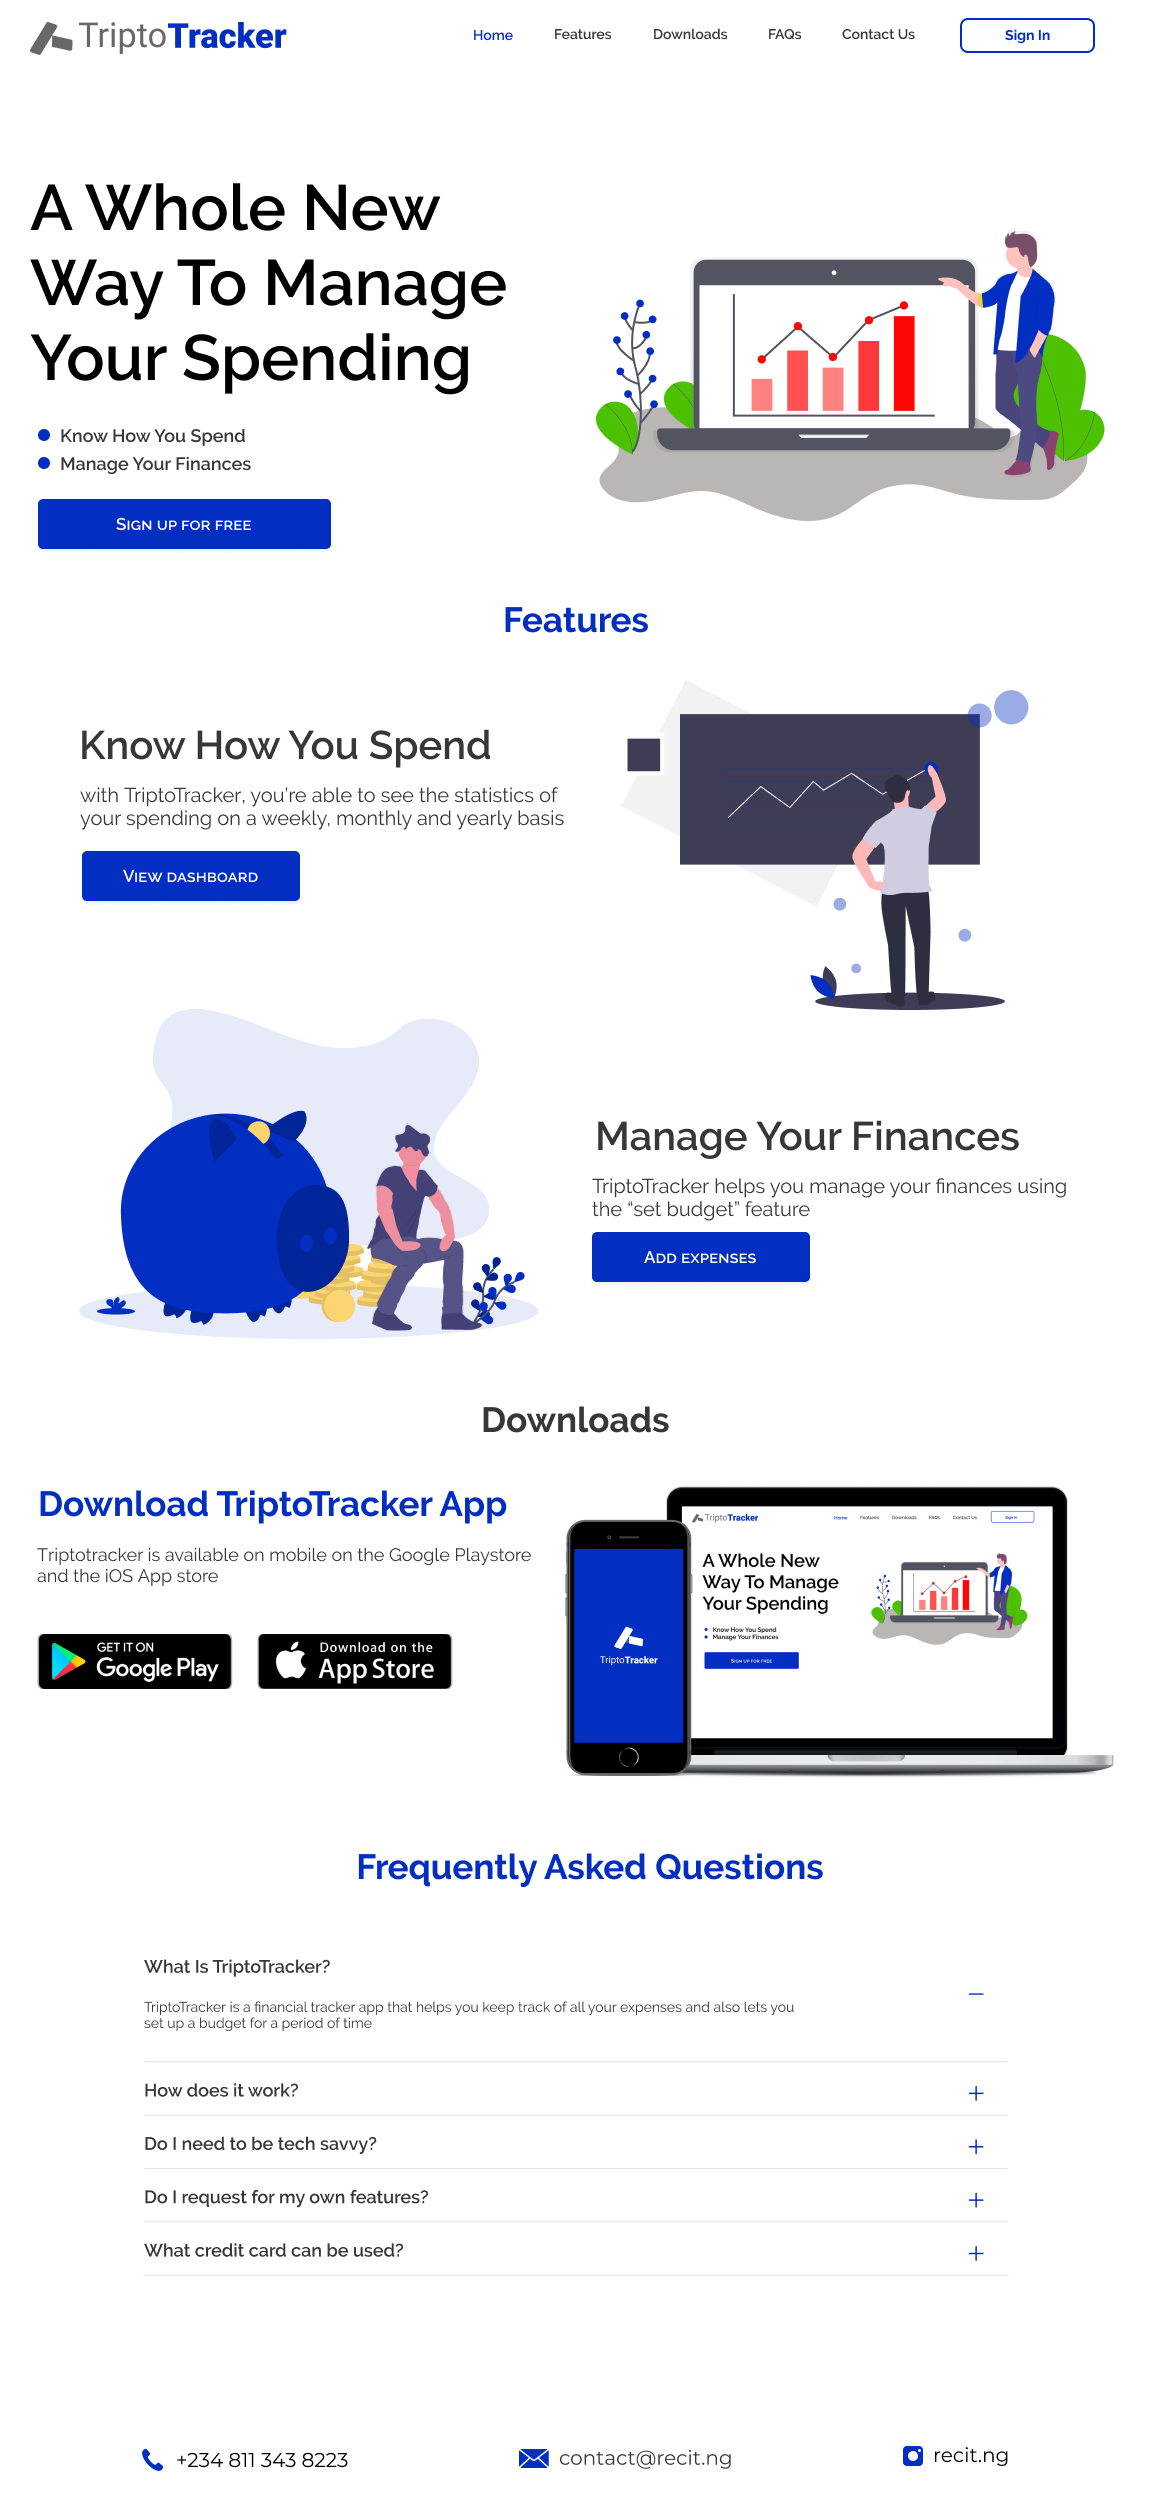 TriptoTracker
Home
Features
Downloads
FAQs
Contact Us
Sign In
A Whole New
Way To Manage
Your Spending
Know How You Spend
Manage Your Finances
Sign up for free
Features
Know How You Spend
with TriptoTracker, you're able to see the statistics of
your spending on a weekly, monthly and yearly basis
View dashboard
Manage Your Finances
TriptoTracker helps you manage your finances using
the “set budget” feature
Add expenses
Downloads
Download TriptoTracker App
Triptotracker is available on mobile on the Google Playstore
and the iOS App store
GET IT ON
Google Play
Download on the
App Store
TriptoTracker
TriptoTracker
Home
Features
Downloads
FAQs
Contact Us
Sign In
A Whole New
Way To Manage
Your Spending
Know How You Spend
Manage Your Finances
Sign up for free
Frequently Asked Questions
What Is TriptoTracker?
TriptoTracker is a financial tracker app that helps you keep track of all your expenses and also lets you
set up a budget for a period of time
How does it work?
Do I need to be tech savvy?
Do I request for my own features?
What credit card can be used?
+234 811 343 8223
contact@recit.ng
recit.ng